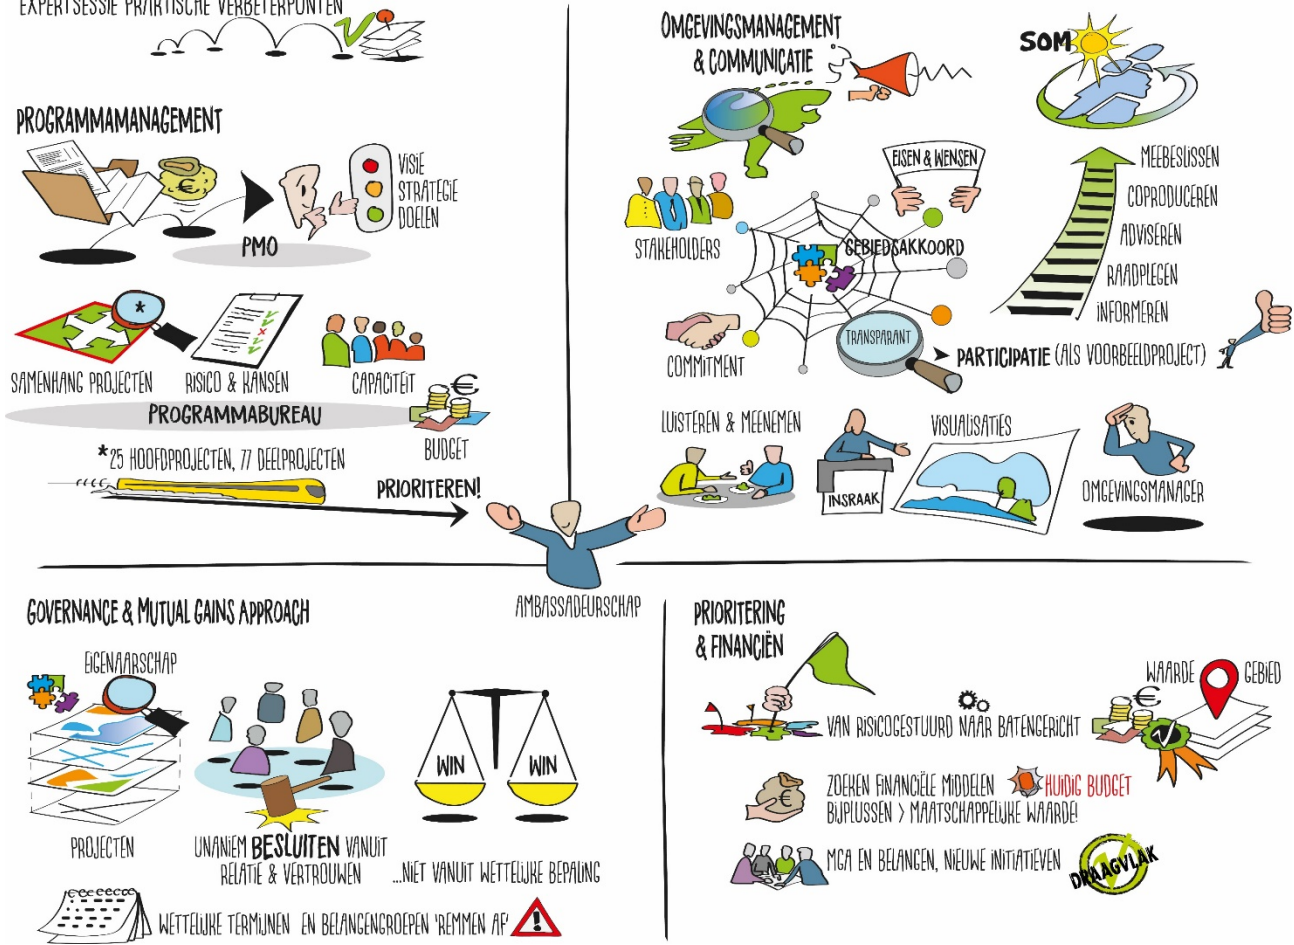 EXPERTSESSIE PRAKTISCHE VERBETERPUNTEN
PROGRAMMAMANAGEMENT
VISIE
STRATEGIE
DOELEN
€
PMO
*
SAMENHANG PROJECTEN
RISICO & KANSEN
CAPACITEIT
€
PROGRAMMABUREAU
BUDGET
*25 HOOFDPROJECTEN, 77 DEELPROJECTEN
PRIORITEREN!
OMGEVINGSMANAGEMENT
& COMMUNICATIE
SOM
EISEN & WENSEN
STAKEHOLDERS
GEBIEDSAKKOORD
MEEBESLISSEN
COPRODUCEREN
ADVISEREN
RAADPLEGEN
INFORMEREN
COMMITMENT
TRANSPARANT
PARTICIPATIE (ALS VOORBEELDPROJECT)
LUISTEREN & MEENEMEN
INSRAAK
VISUALISATIES
OMGEVINGSMANAGER
AMBASSADEURSCHAP
GOVERNANCE & MUTUAL GAINS APPROACH
EIGENAARSCHAP
PROJECTEN
UNANIEM BESLUITEN VANUIT
RELATIE & VERTROUWEN
WIN
WIN
...NIET VANUIT WETTELIJKE BEPALING
WETTELIJKE TERMIJNEN EN BELANGENGROEPEN 'REMMEN AF'
!
PRIORITERING
& FINANCIËN
VAN RISICOGESTUURD NAAR BATENGERICHT
WAARDE
GEBIED
€
€
ZOEKEN FINANCIËLE MIDDELEN
HUIDIG BUDGET
BIJPLUSSEN > MAATSCHAPPELIJKE WAARDE!
MGA EN BELANGEN, NIEUWE INITIATIEVEN
DRAAGVLAK